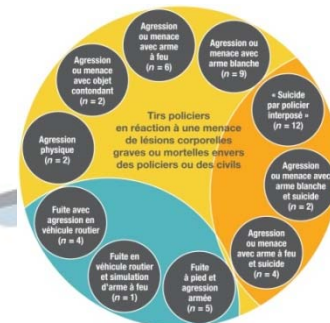 Agression
ou menace
avec arme
à feu
(n = 6)
Agression ou
menace avec
arme blanche
(n = 9)
Agression
ou menace
avec objet
contondant
(n = 2)
« Suicide
par policier
interposé »
(n = 12)
Tirs policiers
en réaction à une menace
de lésions corporelles
graves ou mortelles envers
des policiers ou des civils
Agression
physique
(n = 2)
Agression
ou menace avec
arme blanche
et suicide
(n = 2)
Fuite avec
agression en
véhicule routier
(n = 4)
Agression ou
menace avec
arme à feu et
suicide
(n = 4)
Fuite en
véhicule routier
et simulation
d'arme à feu
(n = 1)
Fuite
à pied et
agression
armée
(n = 5)